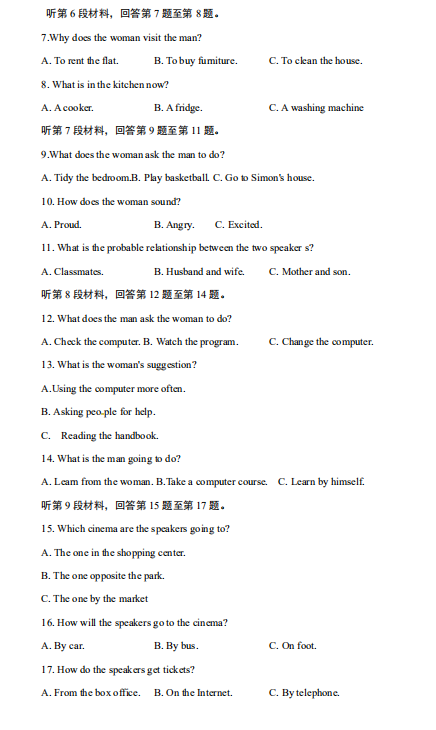 听第 6 段材料，回答第 7 题至第 8 题。
7.Why does the woman visit the man?
A. To rent the flat. B. To buy furniture. C. To clean the house.
8. What is in the kitchen now?
A. A cooker. B. A fridge. C. A washing machine
听第 7 段材料，回答第 9 题至第 11 题。
9.What does the woman ask the man to do?
A. Tidy the bedroom.B. Play basketball. C. Go to Simon's house.
10. How does the woman sound?
A. Proud. B. Angry. C. Excited.
11. What is the probable relationship between the two speaker s?
A. Classmates. B. Husband and wife. C. Mother and son.
听第 8 段材料，回答第 12 题至第 14 题。
12. What does the man ask the woman to do?
A. Check the computer. B. Watch the program. C. Change the computer.
13. What is the woman's suggestion?
A.Using the computer more often.
B. Asking people for help.
C. Reading the handbook.
14. What is the man going to do?
A. Learn from the woman. B.Take a computer course. C. Learn by himself.
听第 9 段材料，回答第 15 题至第 17 题。
15. Which cinema are the speakers going to?
A. The one in the shopping center.
B. The one opposite the park.
C. The one by the market
16. How will the speakers go to the cinema?
A. By car. B. By bus. C. On foot.
17. How do the speakers get tickets?
A. From the box office. B. On the Internet. C. By telephone.